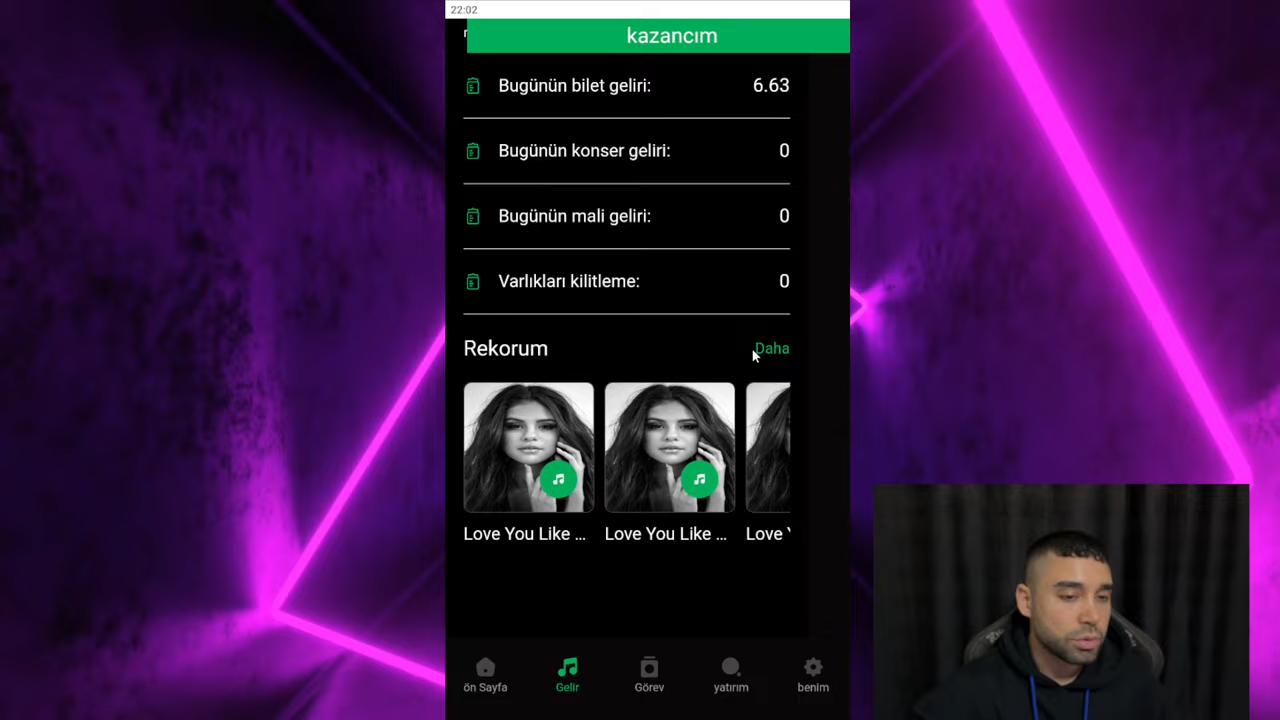 22:02
kazancım
Bugünün bilet geliri: 6.63
Bugünün konser geliri: 0
Bugünün mali geliri: 0
Varlıkları kilitleme: 0
Rekorum Daha
Love You Like ... Love You Like ... Love
ön Sayfa Gelir Görev yatırım benim